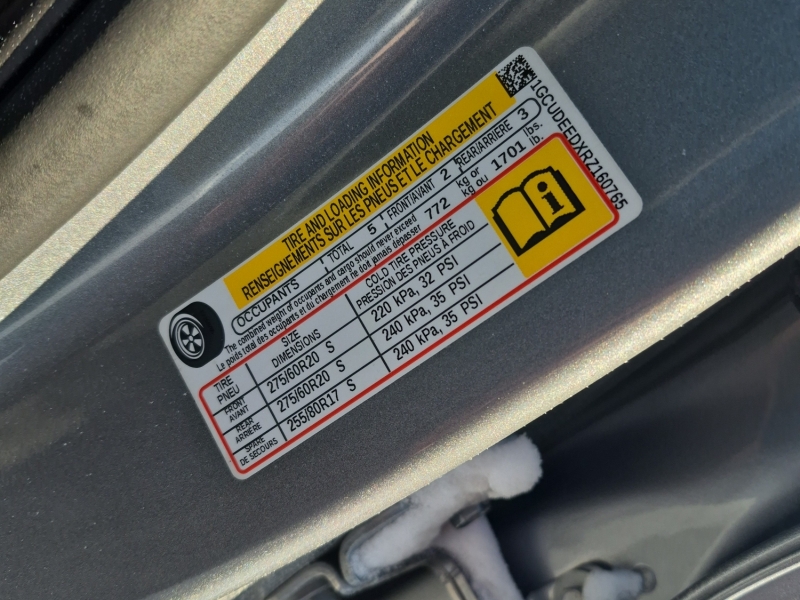 TIRE AND LOADING INFORMATION
RENSEIGNEMENTS SUR LES PNEUS ET LE CHARGEMENT
OCCUPANTS TOTAL 5 FRONT/AVANT 2 REAR/ARRIÈRE 3
The combined weight of occupants and cargo should never exceed 772 kg or 1701 lbs.
Le poids total des occupants et du chargement ne doit jamais dépasser kg ou lb.
TIRE SIZE COLD TIRE PRESSURE
PNEU DIMENSIONS PRESSION DES PNEUS À FROID
FRONT
AVANT 275/60R20 S 220 kPa, 32 PSI
REAR
ARRIÈRE 275/60R20 S 240 kPa, 35 PSI
SPARE
DE SECOURS 255/80R17 S 240 kPa, 35 PSI
i
1GCUDEEDXRZ160765